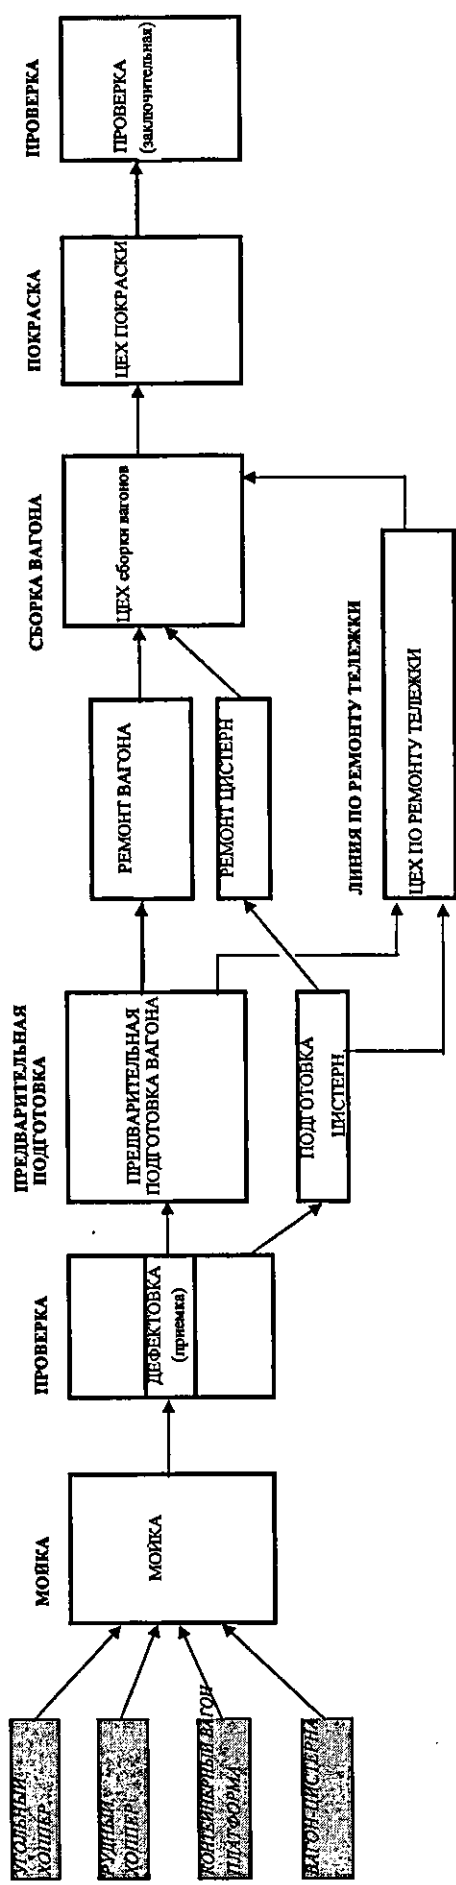 УГОЛЬНЫЙ
ХОППЕР
РУДНЫЙ
ХОППЕР
КОНТЕЙНЕРНЫЙ ВАГОН
ПЛАТФОРМА
ВАГОН-ЦИСТЕРНА
МОЙКА
МОЙКА
ПРОВЕРКА
ДЕФЕКТОВКА
(приемка)
ПРЕДВАРИТЕЛЬНАЯ
ПОДГОТОВКА
ПРЕДВАРИТЕЛЬНАЯ
ПОДГОТОВКА ВАГОНА
ПОДГОТОВКА
ЦИСТЕРН
РЕМОНТ ВАГОНА
РЕМОНТ ЦИСТЕРН
ЛИНИЯ ПО РЕМОНТУ ТЕЛЕЖКИ
ЦЕХ ПО РЕМОНТУ ТЕЛЕЖКИ
СБОРКА ВАГОНА
ЦЕХ сборки вагонов
ПОКРАСКА
ЦЕХ ПОКРАСКИ
ПРОВЕРКА
ПРОВЕРКА
(заключительная)